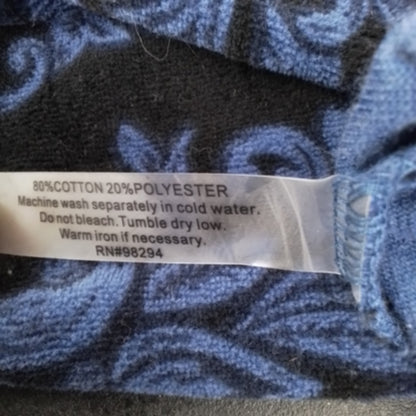 80%COTTON 20%POLYESTER
Machine wash separately in cold water.
Do not bleach.Tumble dry low.
Warm iron if necessary.
RN#98294